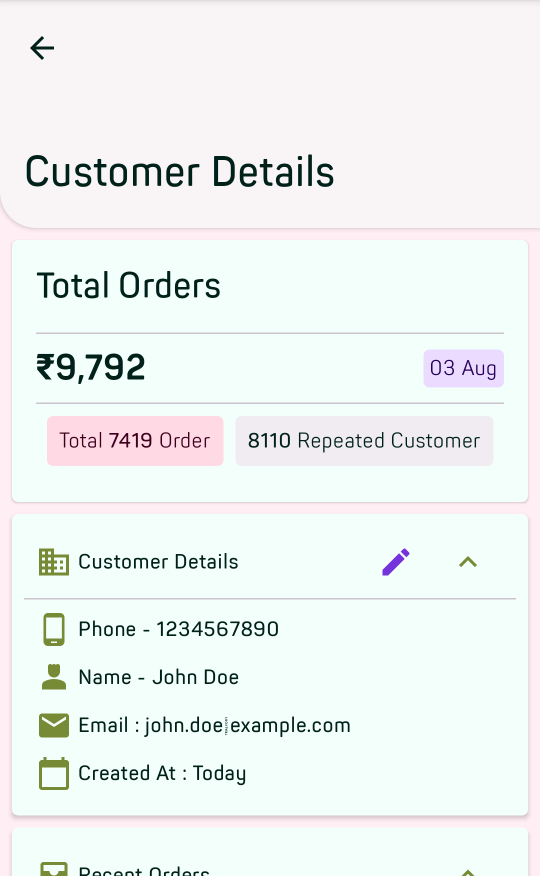 Customer Details
Total Orders
₹9,792
03 Aug
Total 7419 Order
8110 Repeated Customer
Customer Details
Phone - 1234567890
Name - John Doe
Email : john.doe example.com
Created At : Today
Recent Orders